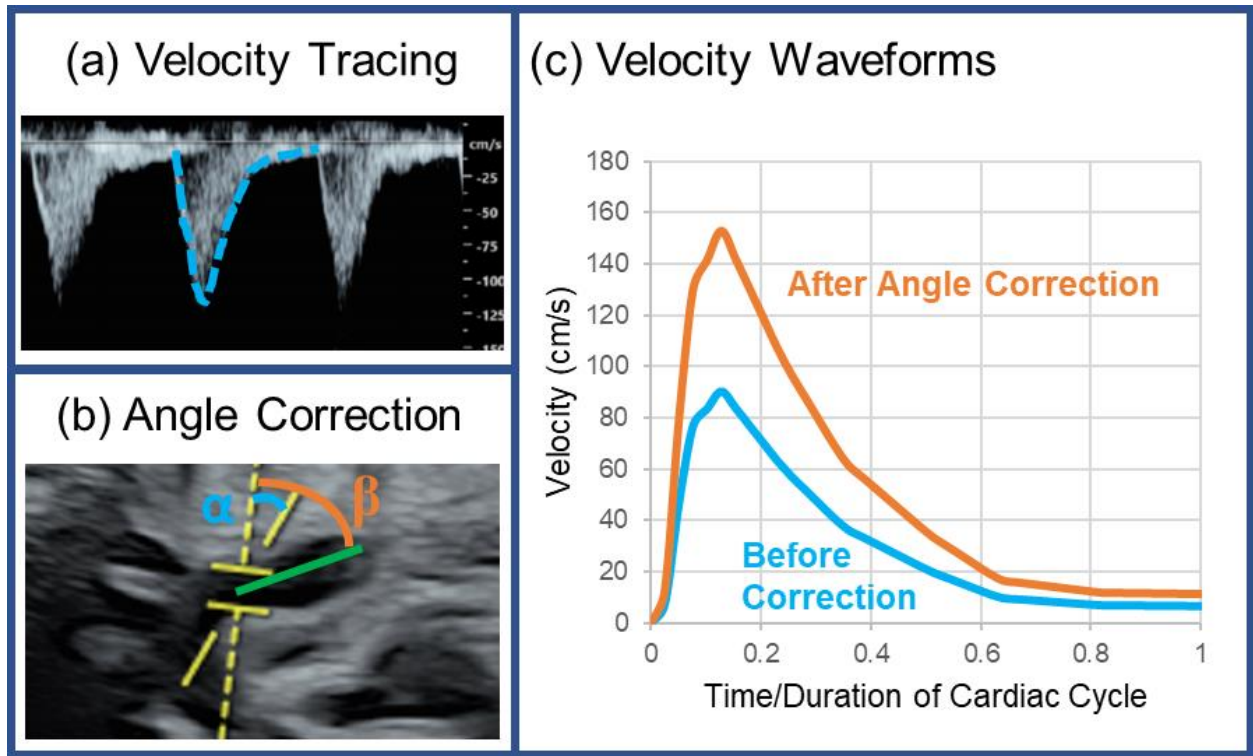 (a) Velocity Tracing
cm/s
-25
-50
-75
-100
-125
(b) Angle Correction
α
β
(c) Velocity Waveforms
180
160
140
120
100
80
60
40
20
0
Velocity (cm/s)
After Angle Correction
Before
Correction
0 0.2 0.4 0.6 0.8 1
Time/Duration of Cardiac Cycle